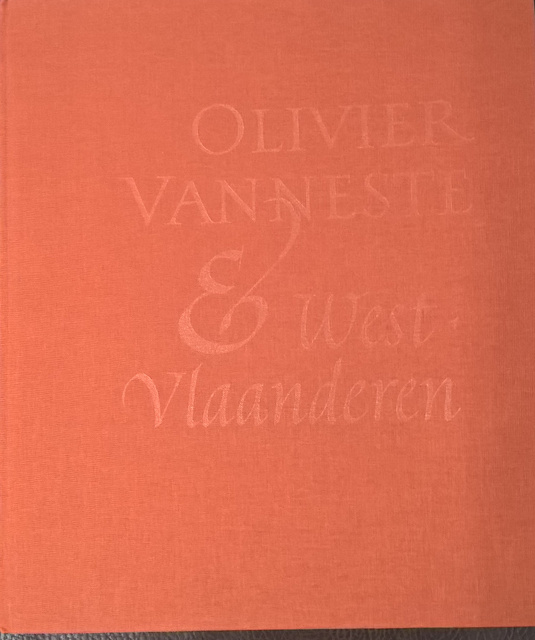 OLIVIER
VANNESTE
& West-
Vlaanderen